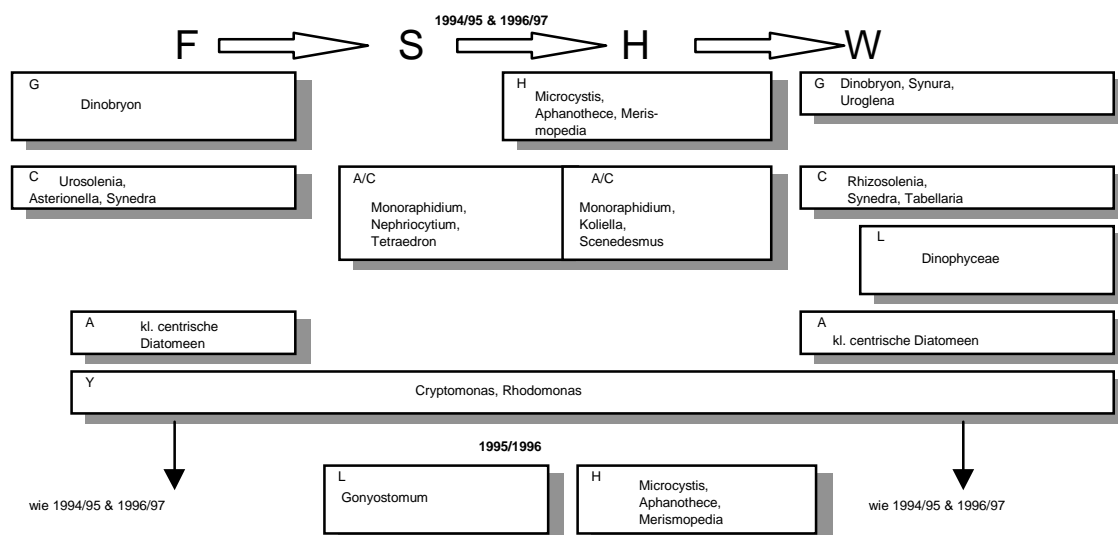 1994/95 & 1996/97
F S H W
G
Dinobryon
H
Microcystis,
Aphanothece, Meris-
mopedia
G Dinobryon, Synura,
Uroglena
C Urosolenia,
Asterionella, Synedra
A/C
Monoraphidium,
Nephriocytium,
Tetraedron
A/C
Monoraphidium,
Koliella,
Scenedesmus
C Rhizosolenia,
Synedra, Tabellaria
L
Dinophyceae
A kl. centrische
Diatomeen
A
kl. centrische Diatomeen
Y
Cryptomonas, Rhodomonas
1995/1996
wie 1994/95 & 1996/97
L
Gonyostomum
H
Microcystis,
Aphanothece,
Merismopedia
wie 1994/95 & 1996/97